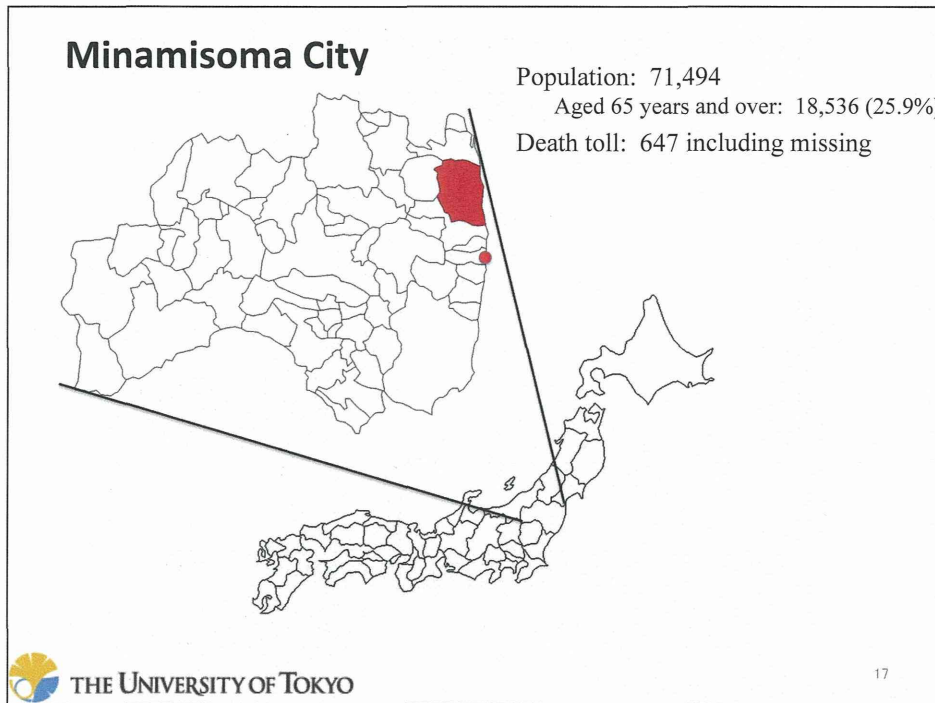 Minamisoma City
Population: 71,494
Aged 65 years and over: 18,536 (25.9%)
Death toll: 647 including missing
THE UNIVERSITY OF TOKYO
17